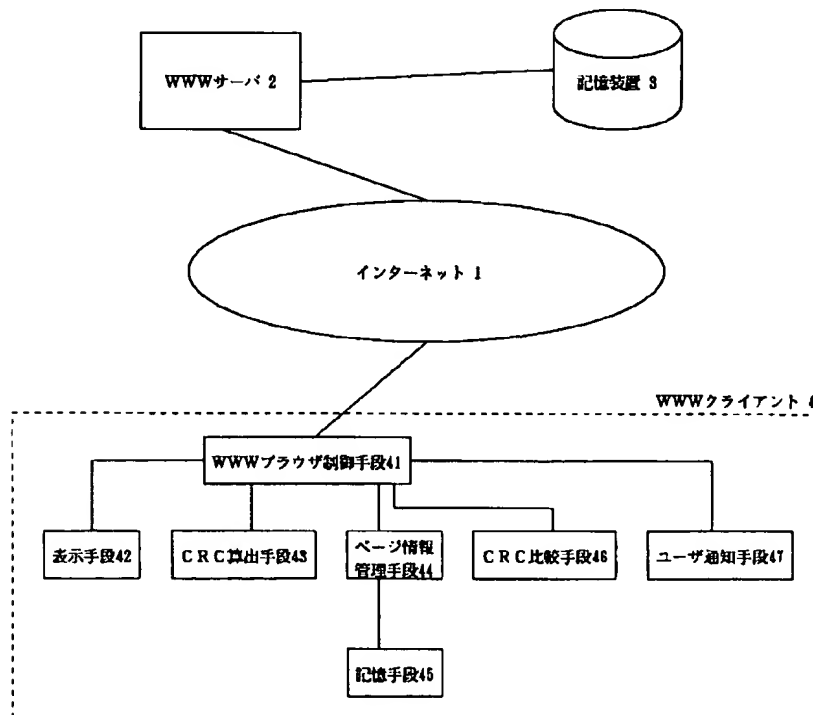 WWWサーバ 2
記憶装置 3
インターネット 1
WWWクライアント
WWWブラウザ制御手段41
表示手段42
CRC算出手段43
ページ情報
管理手段44
CRC比較手段46
ユーザ通知手段47
記憶手段45